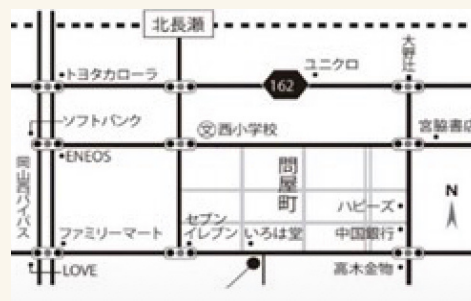 北長瀬
大野辻
トヨタカローラ
ユニクロ
162
ソフトバンク
文西小学校
宮脇書店
ENEOS
岡山西バイパス
問屋町
N
ハピーズ
セブン
イレブン
ファミリーマート
いろは堂
中国銀行
LOVE
高木金物